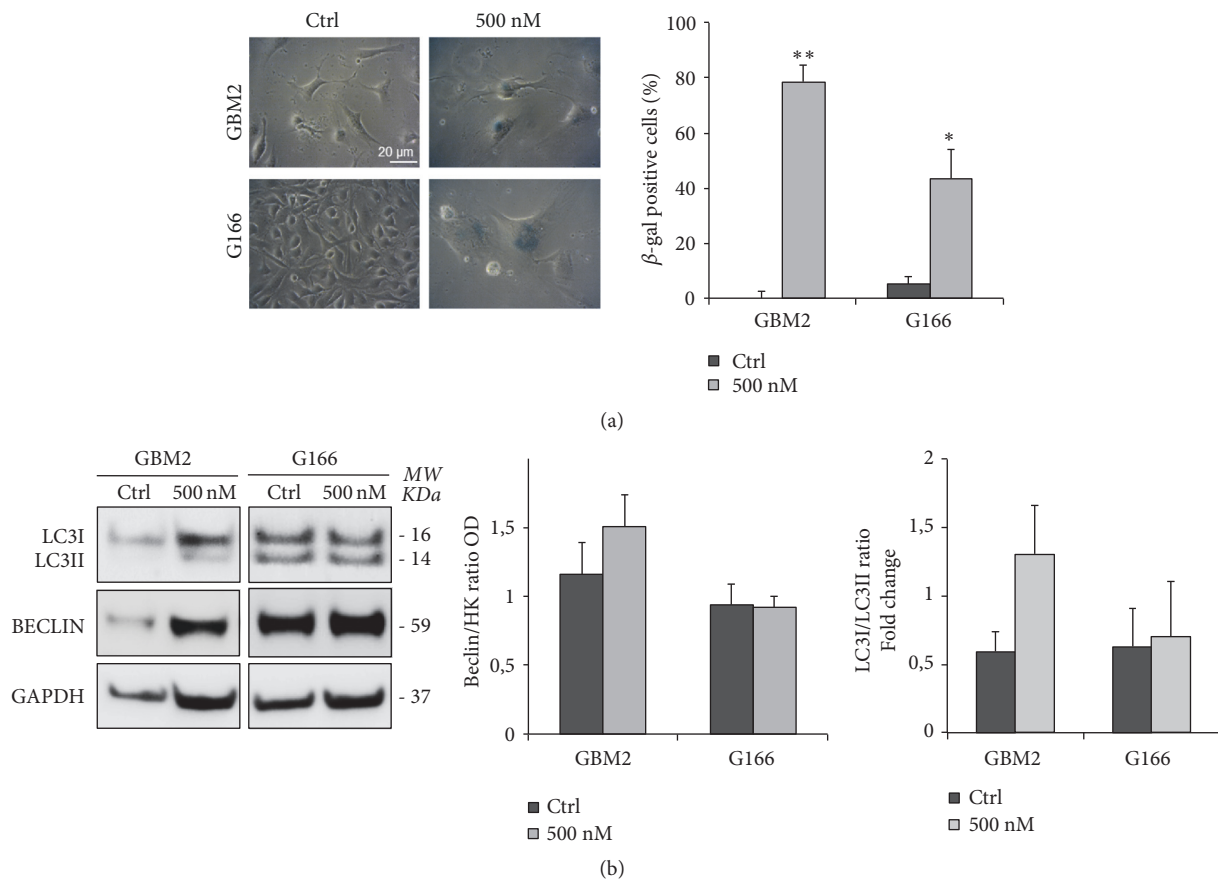 Ctrl 500 nM
GBM2
20 µm
G166
100
80
60
40
20
0
β-gal positive cells (%)
**
*
GBM2 G166
Ctrl
500 nM
(a)
GBM2 G166 MW
Ctrl 500 nM Ctrl 500 nM KDa
LC3I - 16
LC3II - 14
BECLIN - 59
GAPDH - 37
Beclin/HK ratio OD
1,5
1
0,5
0
GBM2 G166
Ctrl
500 nM
LC3I/LC3II ratio
Fold change
2
1,5
1
0,5
0
GBM2 G166
Ctrl
500 nM
(b)